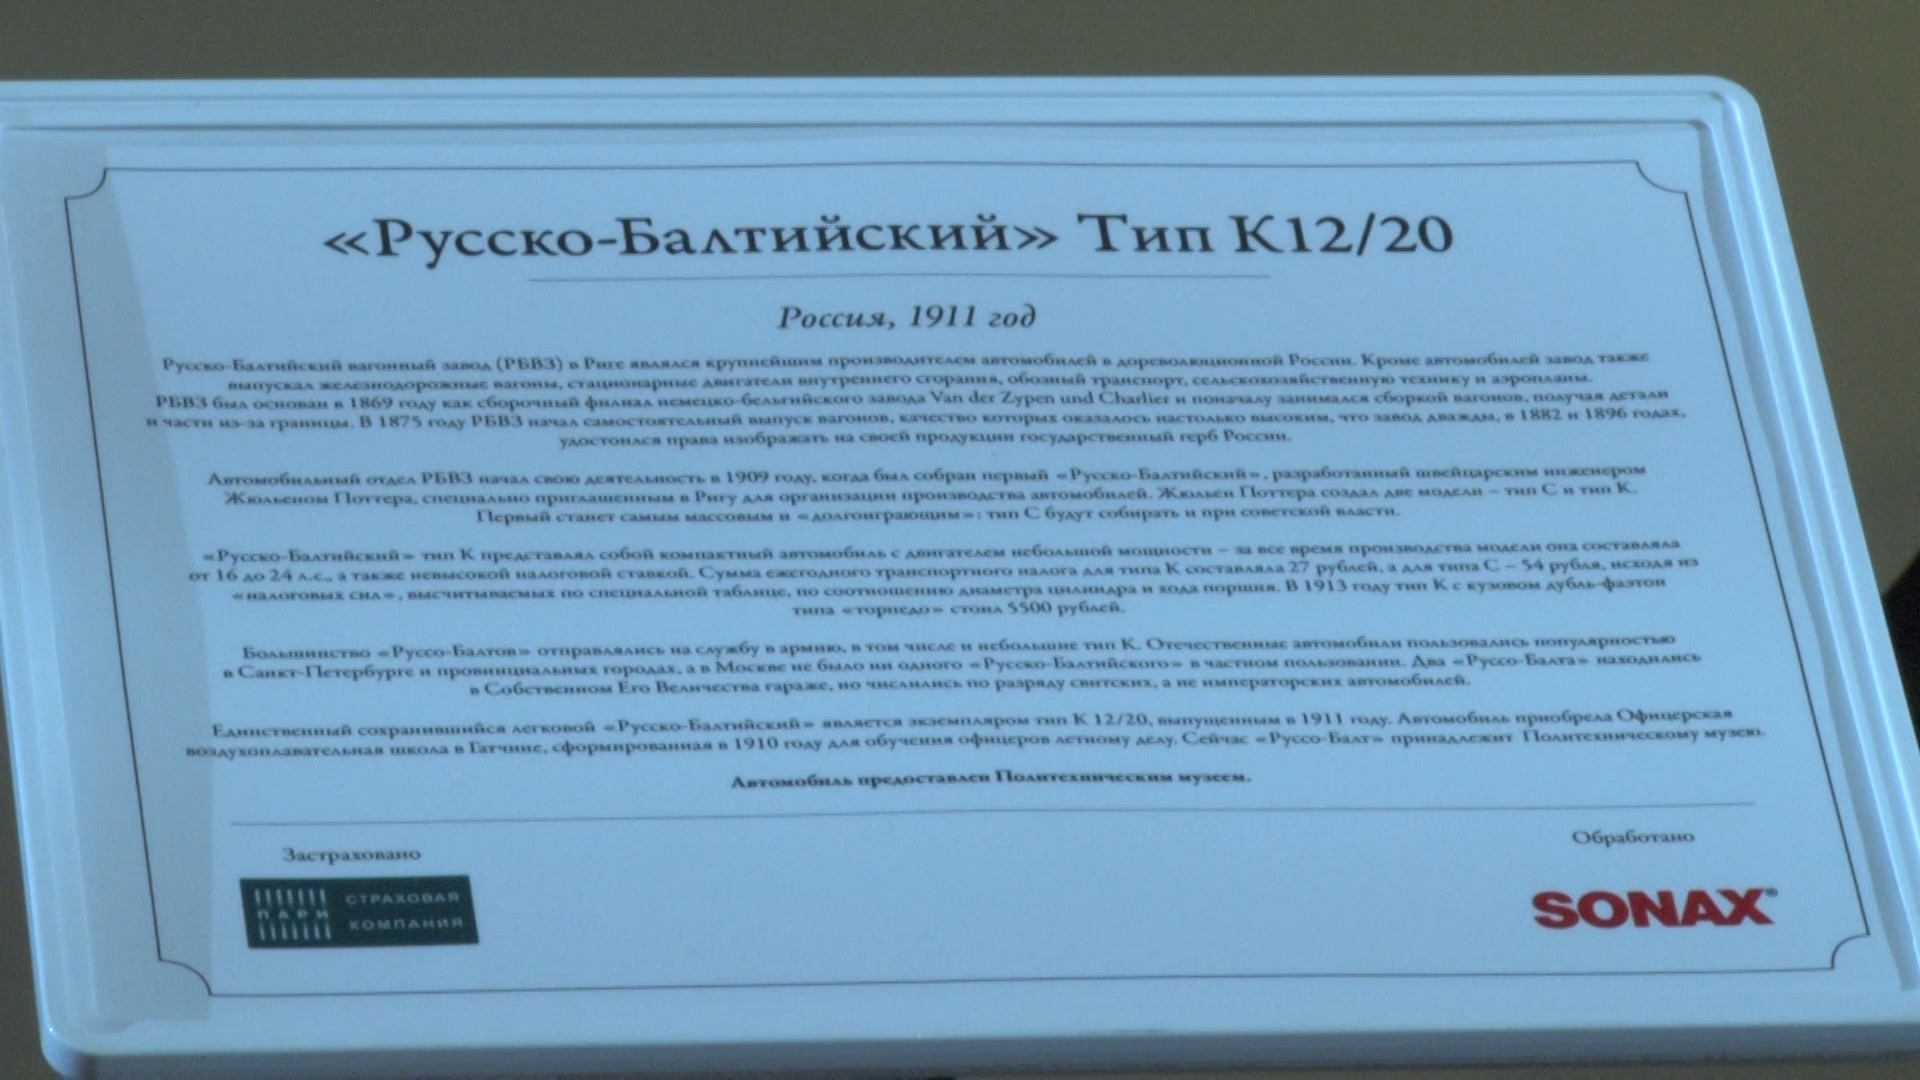 «Русско-Балтийский» Тип К12/20
Россия, 1911 год
Русско-Балтийский вагонный завод (РБВЗ) в Риге являлся крупнейшим производителем автомобилей в дореволюционной России. Кроме автомобилей завод также
выпускал железнодорожные вагоны, стационарные двигатели внутреннего сгорания, обозный транспорт, сельскохозяйственную технику и аэропланы.
РБВЗ был основан в 1869 году как сборочный филиал немецко-бельгийского завода Van der Zypen und Charlier и поначалу занимался сборкой вагонов, получая детали
и части из-за границы. В 1875 году РБВЗ начал самостоятельный выпуск вагонов, качество которых оказалось настолько высоким, что завод дважды, в 1882 и 1896 годах,
удостоился права изображать на своей продукции государственный герб России.
Автомобильный отдел РБВЗ начал свою деятельность в 1909 году, когда был собран первый «Русско-Балтийский», разработанный швейцарским инженером
Жюльеном Поттера, специально приглашенным в Ригу для организации производства автомобилей. Жюльен Поттера создал две модели – тип С и тип К.
Первый станет самым массовым и «долгоиграющим»: тип С будут собирать и при советской власти.
«Русско-Балтийский» тип К представлял собой компактный автомобиль с двигателем небольшой мощности – за все время производства модели она составляла
от 16 до 24 л.с., а также невысокой налоговой ставкой. Сумма ежегодного транспортного налога для типа К составляла 27 рублей, а для типа С – 54 рубля, исходя из
«налоговых сил», высчитываемых по специальной таблице, по соотношению диаметра цилиндра и хода поршня. В 1913 году тип К с кузовом дубль-фаэтон
типа «торпедо» стоил 5500 рублей.
Большинство «Руссо-Балтов» отправлялись на службу в армию, в том числе и небольшие тип К. Отечественные автомобили пользовались популярностью
в Санкт-Петербурге и провинциальных городах, а в Москве не было ни одного «Русско-Балтийского» в частном пользовании. Два «Руссо-Балта» находились
в Собственном Его Величества гараже, но числились по разряду свитских, а не императорских автомобилей.
Единственный сохранившийся легковой «Русско-Балтийский» является экземпляром тип К 12/20, выпущенным в 1911 году. Автомобиль приобрела Офицерская
воздухоплавательная школа в Гатчине, сформированная в 1910 году для обучения офицеров летному делу. Сейчас «Руссо-Балт» принадлежит Политехническому музею.
Автомобиль предоставлен Политехническим музеем.
Застраховано
Обработано
ПАРИ СТРАХОВАЯ КОМПАНИЯ
SONAX®